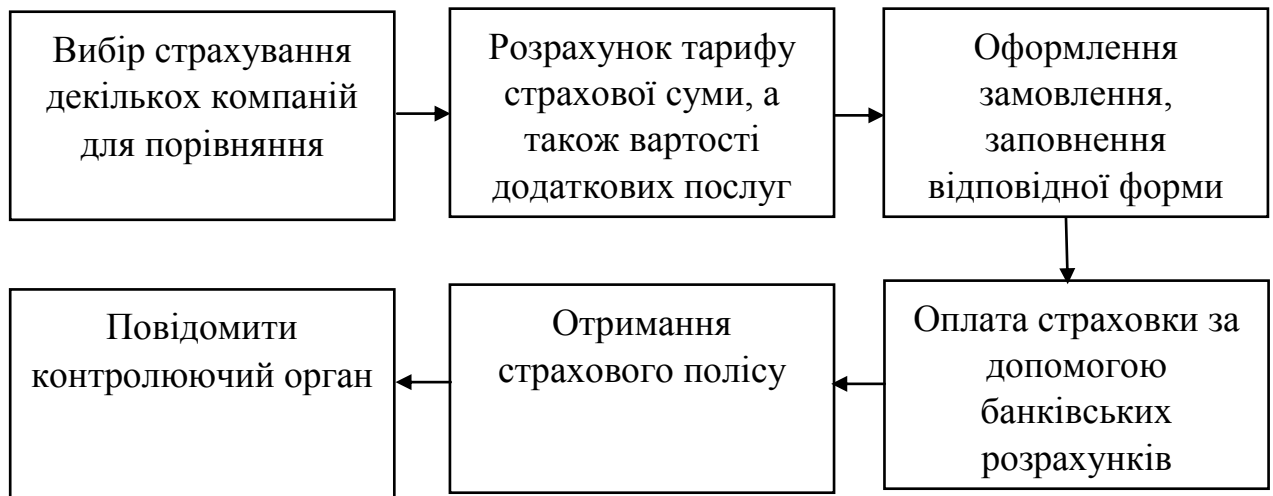 Вибір страхування
декількох компаній
для порівняння
Розрахунок тарифу
страхової суми, а
також вартості
додаткових послуг
Оформлення
замовлення,
заповнення
відповідної форми
Оплата страховки за
допомогою
банківських
розрахунків
Отримання
страхового полісу
Повідомити
контролюючий орган